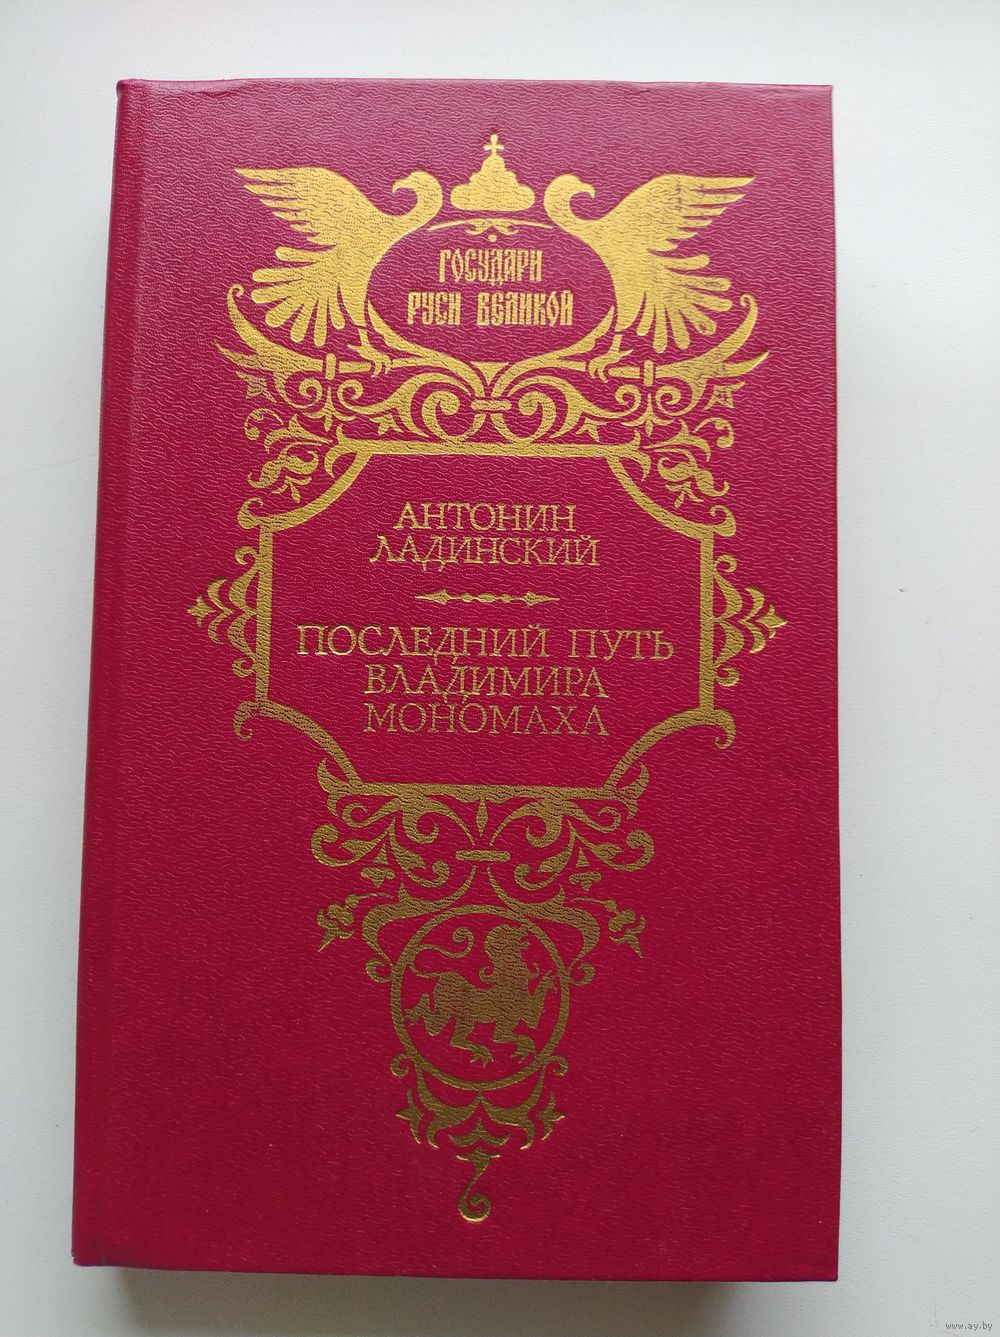 ГОСУДАРИ
РУСИ ВЕЛИКОЙ
АНТОНИН
ЛАДИНСКИЙ
ПОСЛЕДНИЙ ПУТЬ
ВЛАДИМИРА
МОНОМАХА
www.ay.by